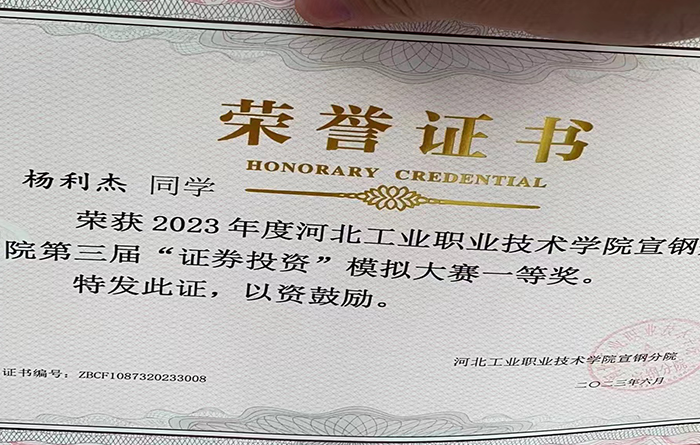 荣誉证书
HONORARY CREDENTIAL
杨利杰 同学
荣获 2023 年度河北工业职业技术学院宣钢
院第三届“证券投资”模拟大赛一等奖。
特发此证，以资鼓励。
河北工业职业技术学院宣钢分院
证书编号：ZBCF1087320233008
二〇二三年六月